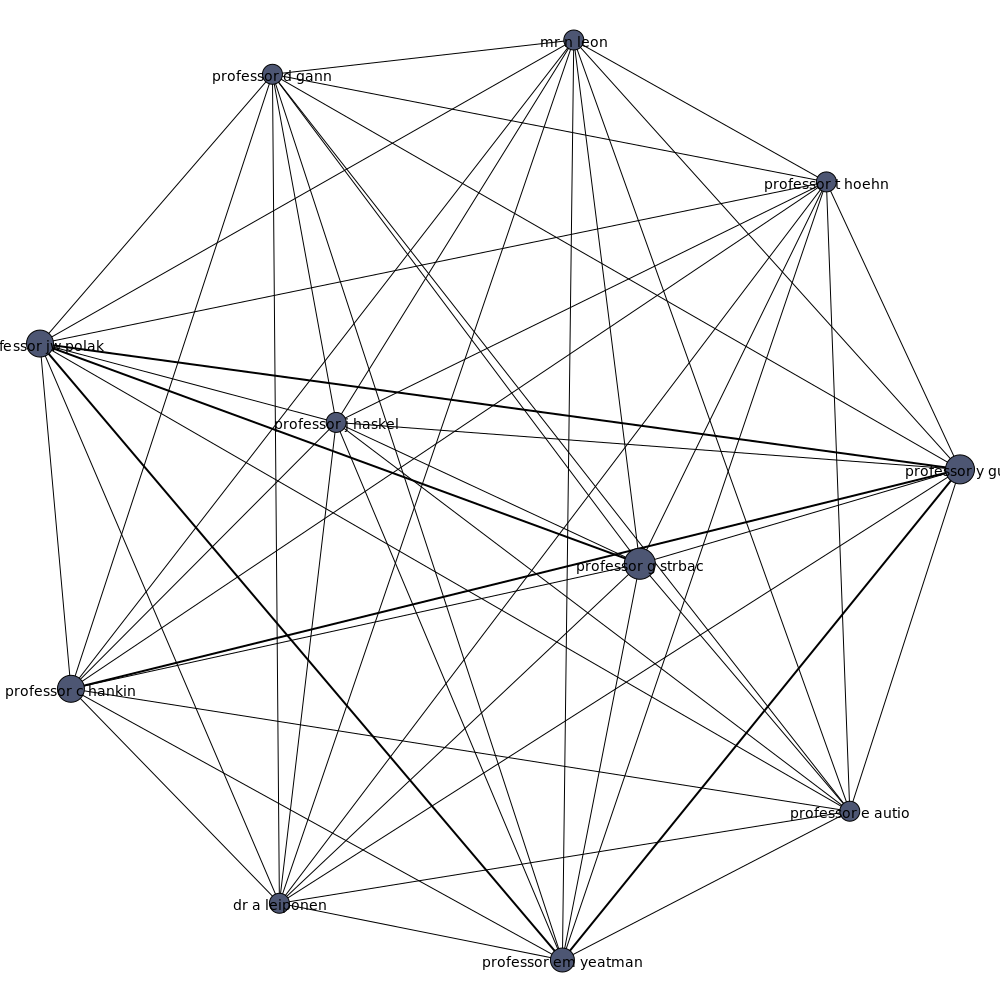 mr n leon
professor d gann
professor t hoehn
fessor jw polak
professor j haskel
professor y gu
professor g strbac
professor c hankin
professor e autio
dr a leiponen
professor em yeatman